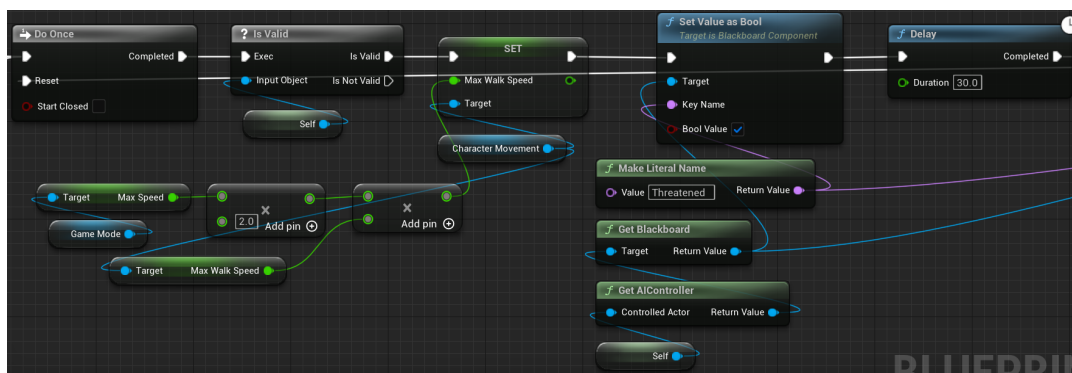 Do Once
Completed
Reset
Start Closed
Is Valid
Exec
Is Valid
Input Object
Is Not Valid
Self
SET
Max Walk Speed
Target
Character Movement
Set Value as Bool
Target is Blackboard Component
Target
Key Name
Bool Value
Delay
Completed
Duration 30.0
Make Literal Name
Value Threatened Return Value
Target Max Speed
Game Mode
2.0 Add pin
Add pin
Target Max Walk Speed
Get Blackboard
Target Return Value
Get AIController
Controlled Actor Return Value
Self